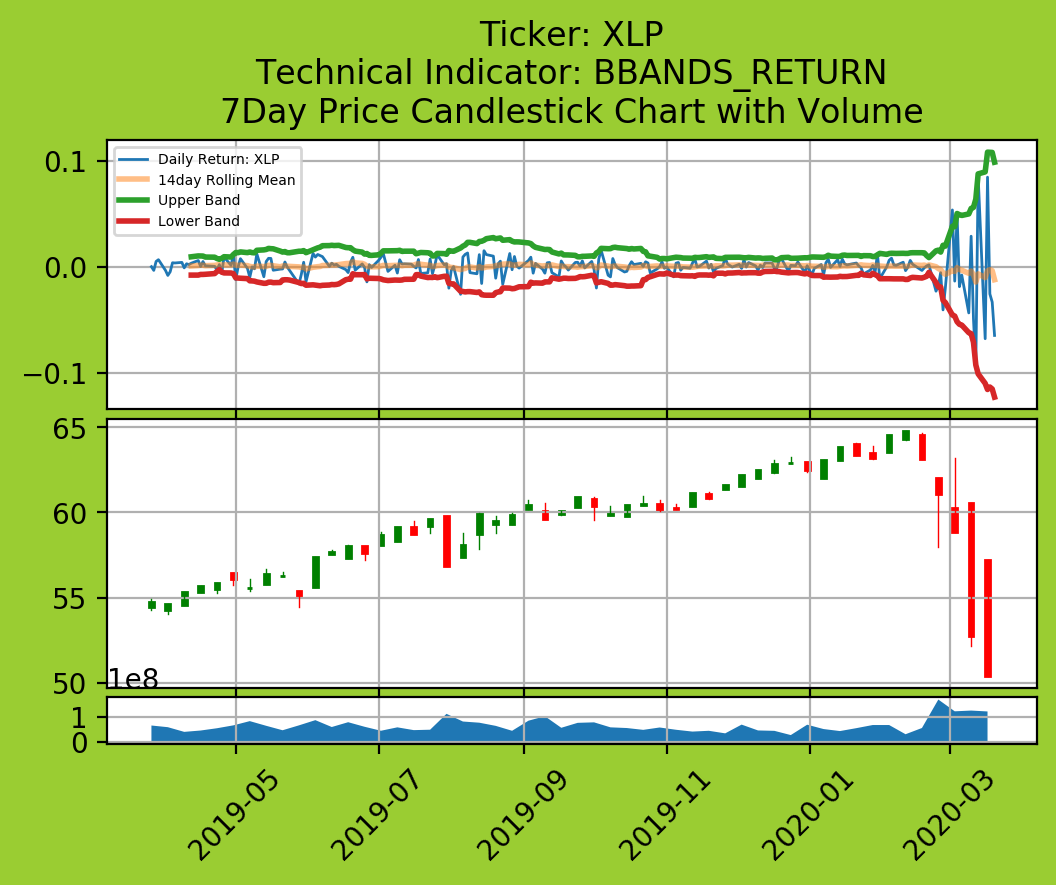 Ticker: XLP
Technical Indicator: BBANDS_RETURN
7Day Price Candlestick Chart with Volume
Daily Return: XLP
14day Rolling Mean
Upper Band
Lower Band
0.1
0.0
−0.1
65
60
55
50
1e8
1
0
2019-05
2019-07
2019-09
2019-11
2020-01
2020-03